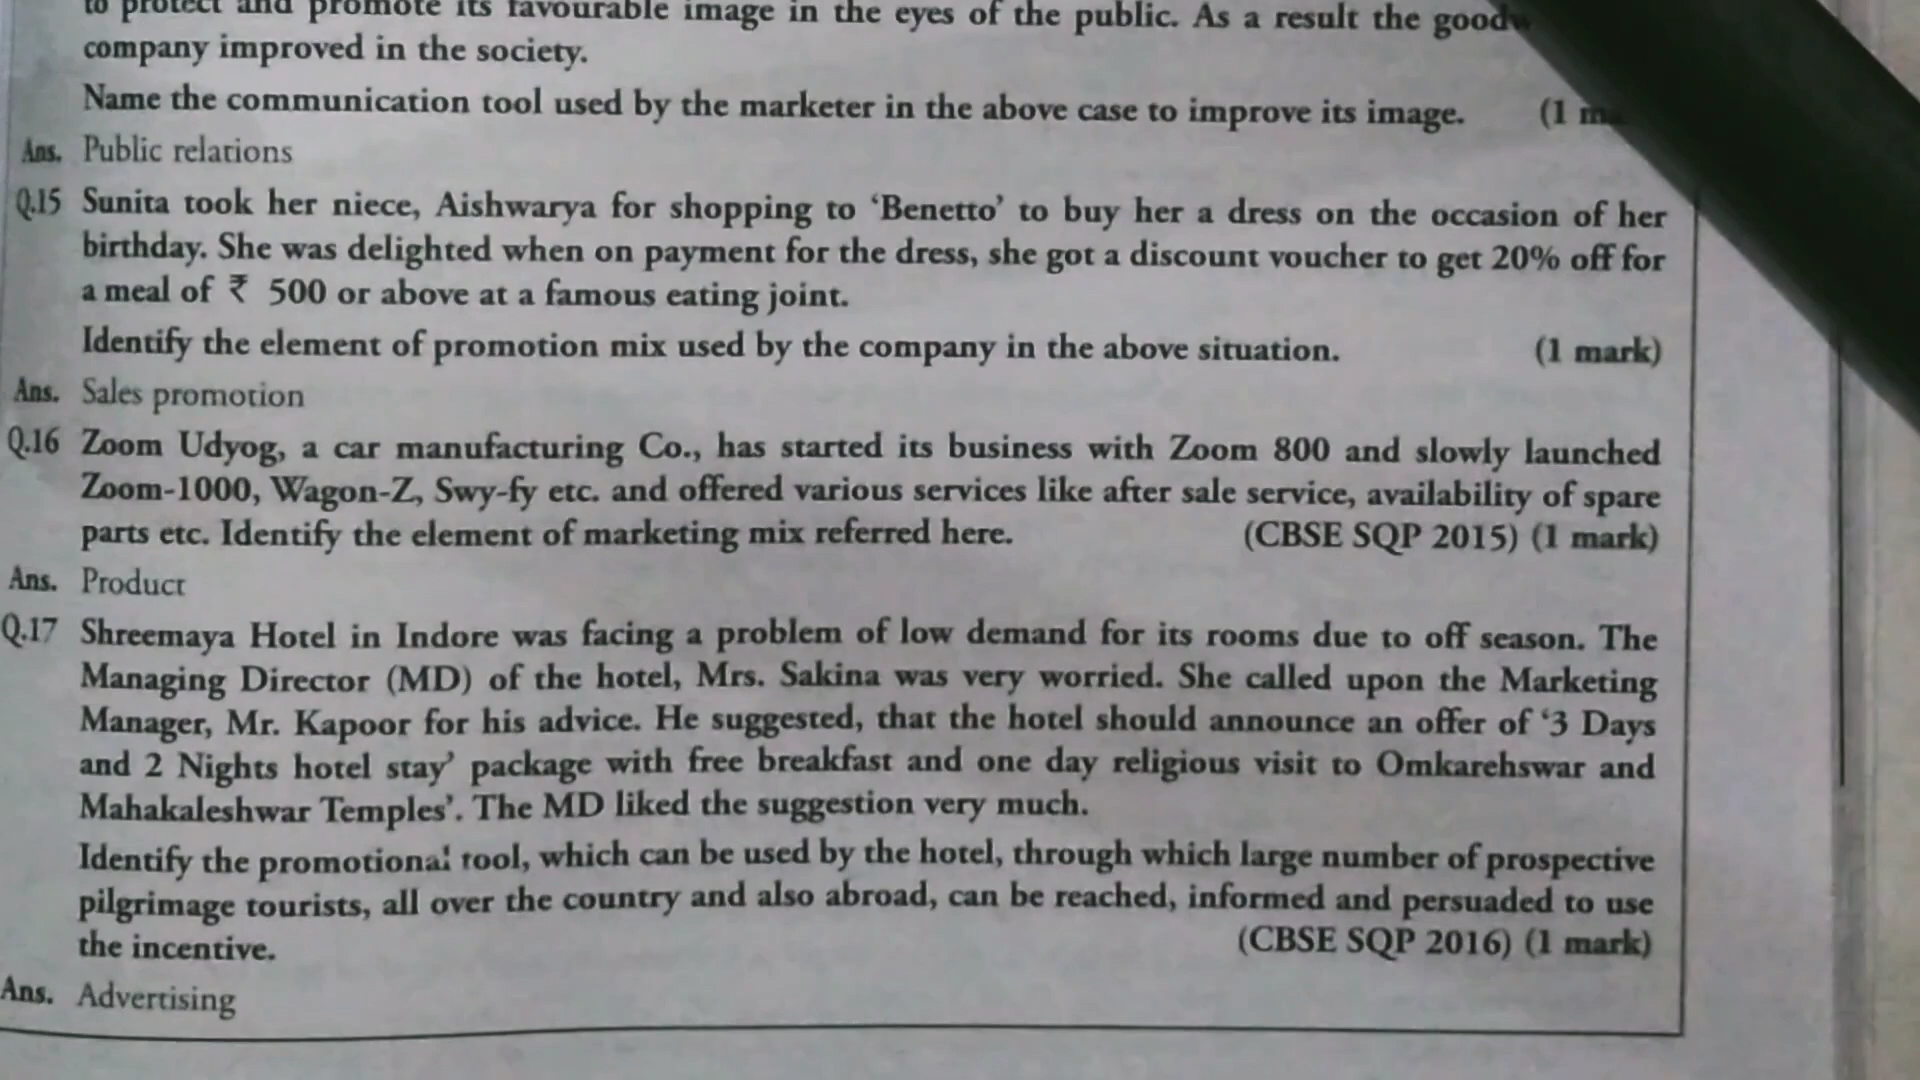 to protect and promote its favourable image in the eyes of the public. As a result the
company improved in the society.
Name the communication tool used by the marketer in the above case to improve its image. (1
Ans. Public relations
Q.15 Sunita took her niece, Aishwarya for shopping to ‘Benetto’ to buy her a dress on the occasion of her
birthday. She was delighted when on payment for the dress, she got a discount voucher to get 20% off for
a meal of ₹ 500 or above at a famous eating joint.
Identify the element of promotion mix used by the company in the above situation. (1 mark)
Ans. Sales promotion
Q.16 Zoom Udyog, a car manufacturing Co., has started its business with Zoom 800 and slowly launched
Zoom-1000, Wagon-Z, Swy-fy etc. and offered various services like after sale service, availability of spare
parts etc. Identify the element of marketing mix referred here. (CBSE SQP 2015) (1 mark)
Ans. Product
Q.17 Shreemaya Hotel in Indore was facing a problem of low demand for its rooms due to off season. The
Managing Director (MD) of the hotel, Mrs. Sakina was very worried. She called upon the Marketing
Manager, Mr. Kapoor for his advice. He suggested, that the hotel should announce an offer of ‘3 Days
and 2 Nights hotel stay’ package with free breakfast and one day religious visit to Omkarehswar and
Mahakaleshwar Temples’. The MD liked the suggestion very much.
Identify the promotional tool, which can be used by the hotel, through which large number of prospective
pilgrimage tourists, all over the country and also abroad, can be reached, informed and persuaded to use
the incentive. (CBSE SQP 2016) (1 mark)
Ans. Advertising